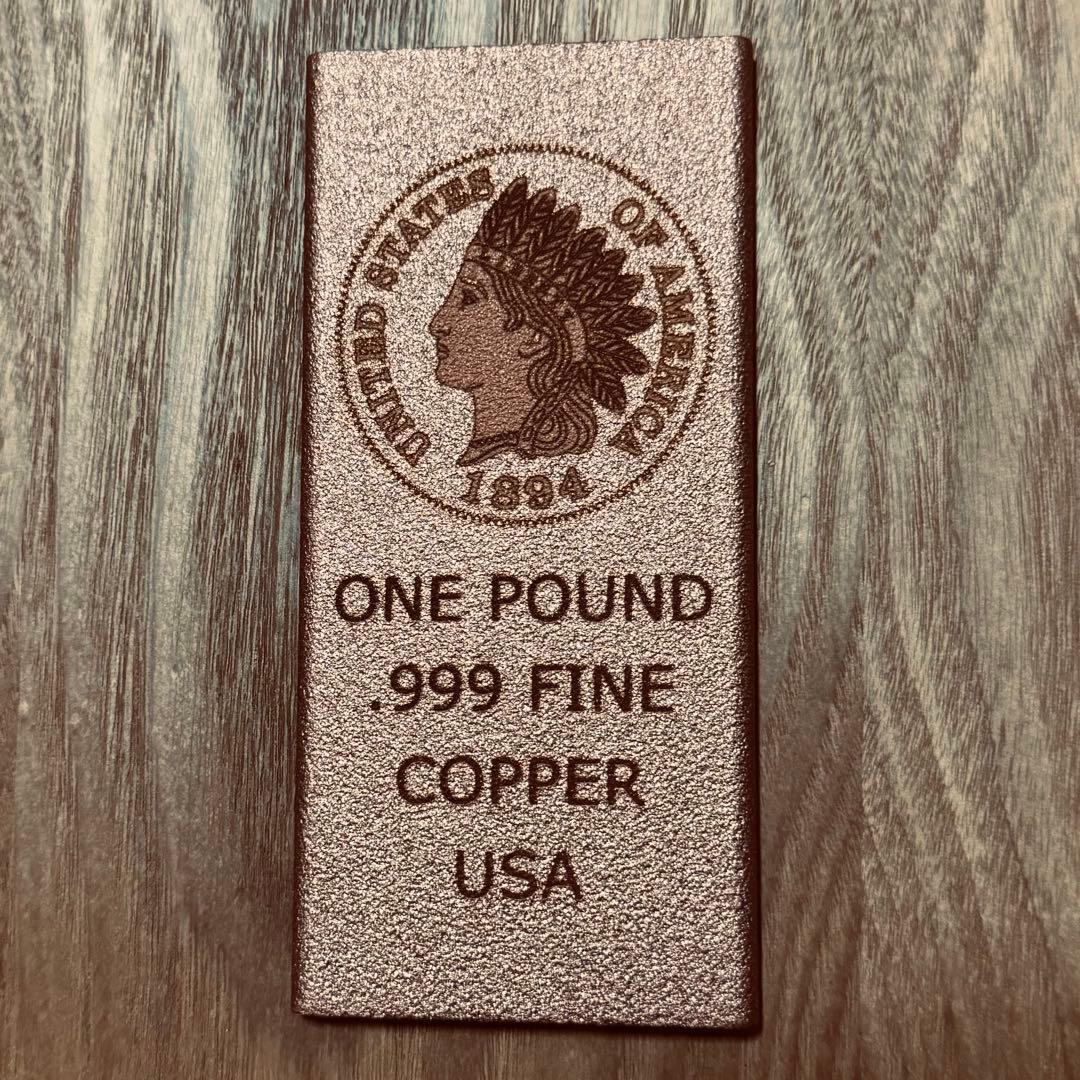 UNITED STATES OF AMERICA
1894
ONE POUND
.999 FINE
COPPER
USA